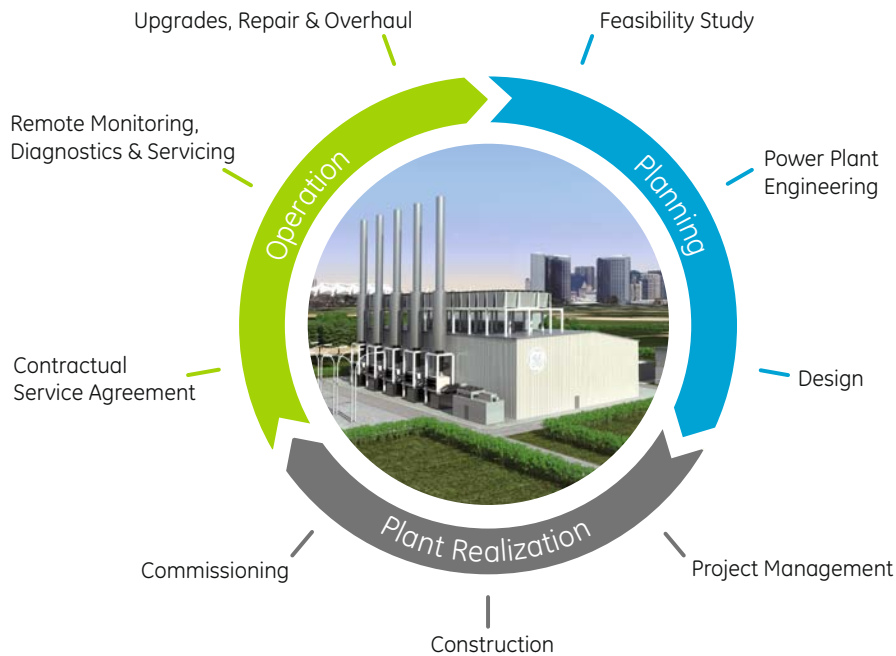 Upgrades, Repair & Overhaul
Feasibility Study
Remote Monitoring,
Diagnostics & Servicing
Operation
Planning
Power Plant
Engineering
Contractual
Service Agreement
Design
Plant Realization
Commissioning
Project Management
Construction